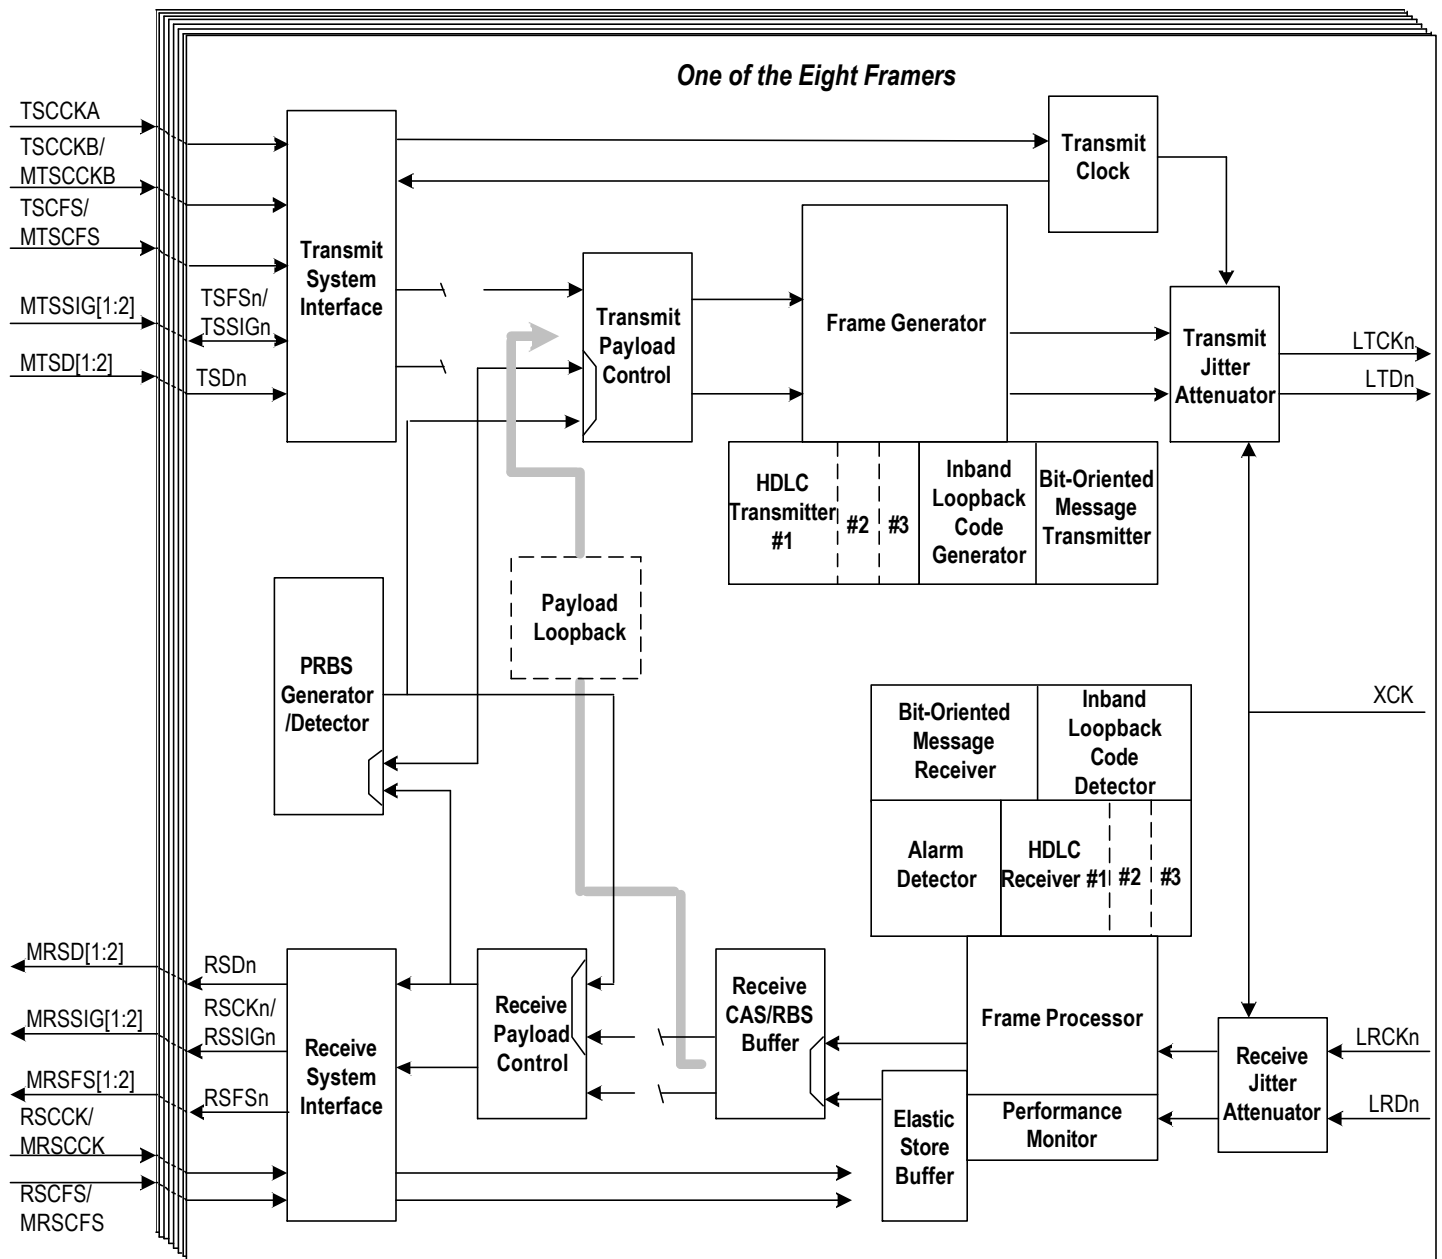 One of the Eight Framers
TSCCKA
TSCCKB/
MTSCCKB
TSCFS/
MTSCFS
MTSSIG[1:2]
MTSD[1:2]
TSFSn/
TSSIGn
TSDn
Transmit
System
Interface
Transmit
Payload
Control
Frame Generator
Transmit
Clock
Transmit
Jitter
Attenuator
LTCKn
LTDn
HDLC
Transmitter
#1
#2
#3
Inband
Loopback
Code
Generator
Bit-Oriented
Message
Transmitter
Payload
Loopback
PRBS
Generator
/Detector
XCK
Bit-Oriented
Message
Receiver
Inband
Loopback
Code
Detector
Alarm
Detector
HDLC
Receiver #1
#2
#3
MRSD[1:2]
MRSSIG[1:2]
MRSFS[1:2]
RSCCK/
MRSCCK
RSCFS/
MRSCFS
RSDn
RSCKn/
RSSIGn
RSFSn
Receive
System
Interface
Receive
Payload
Control
Receive
CAS/RBS
Buffer
Elastic
Store
Buffer
Frame Processor
Performance
Monitor
Receive
Jitter
Attenuator
LRCKn
LRDn